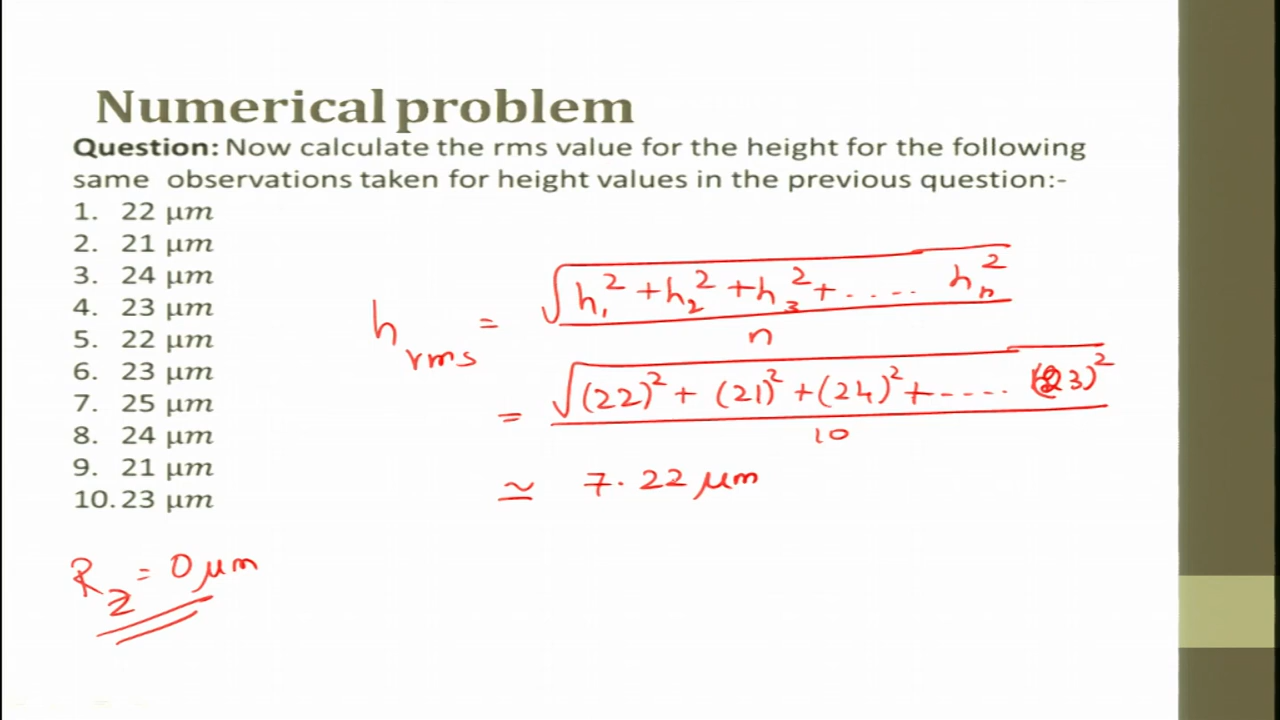 Numerical problem
Question: Now calculate the rms value for the height for the following
same observations taken for height values in the previous question:-
1. 22 μm
2. 21 μm
3. 24 μm
4. 23 μm
5. 22 μm
6. 23 μm
7. 25 μm
8. 24 μm
9. 21 μm
10. 23 μm
h rms = √h₁² + h₂² + h₃² + .... hₙ²
n
= √(22)² + (21)² + (24)² + ..... (23)²
10
≃ 7.22 μm
R_z = 0 μm